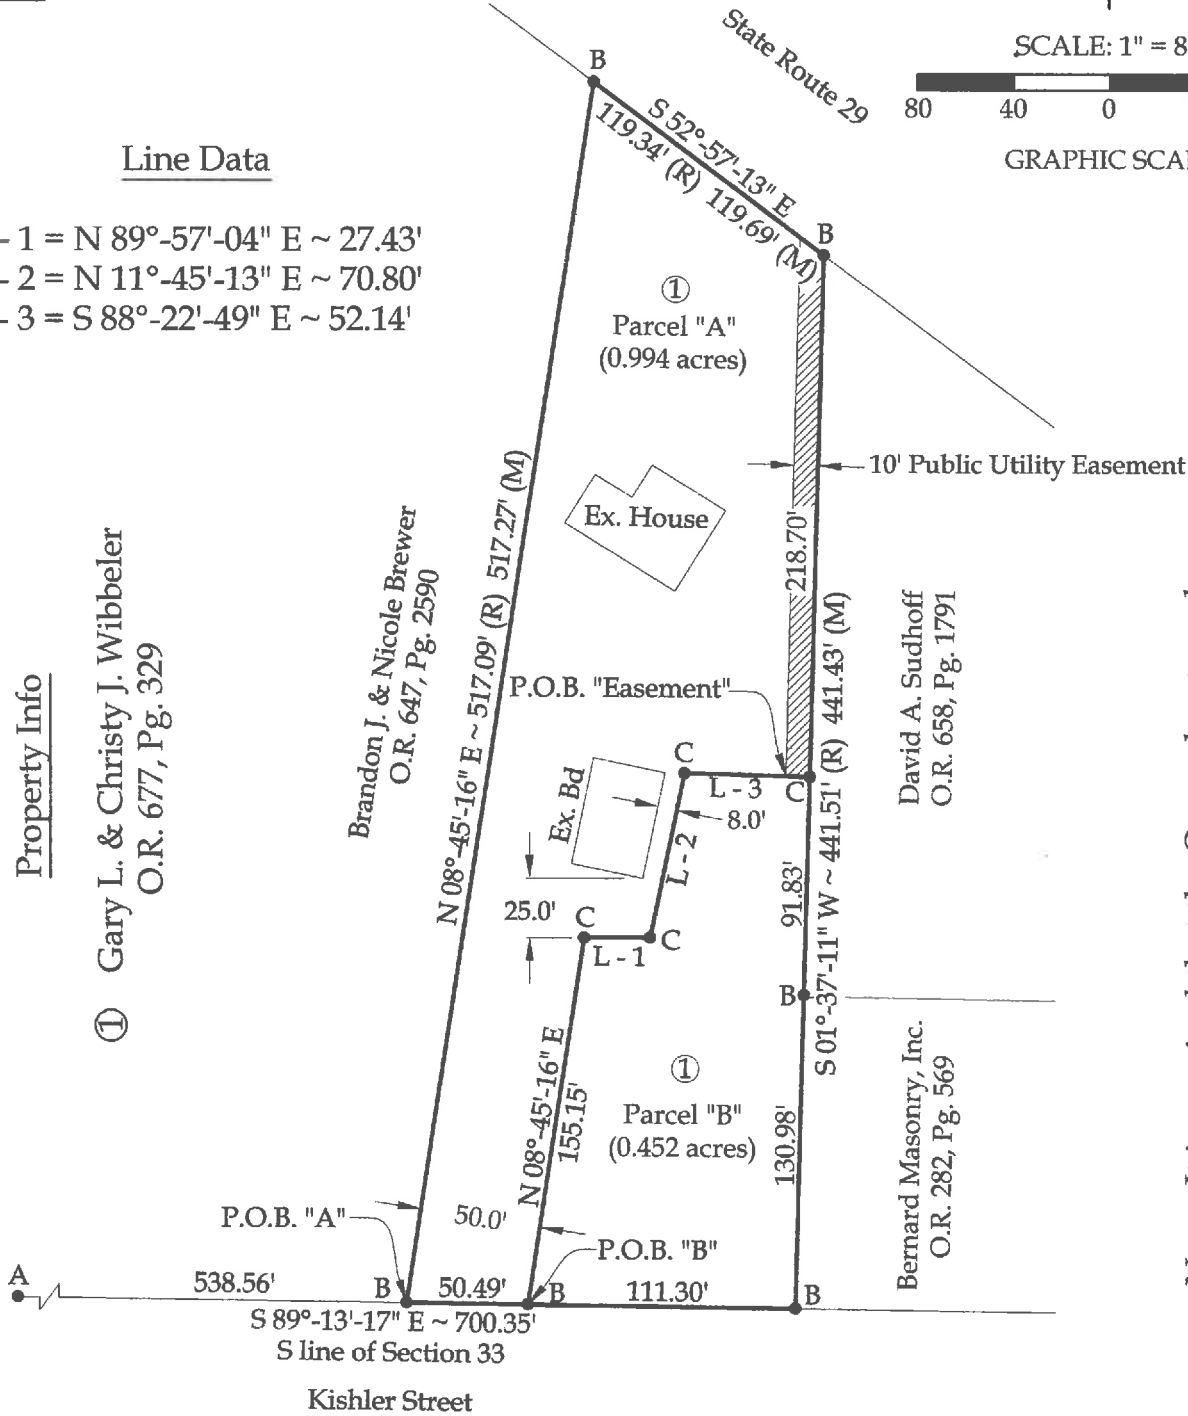 State Route 29
SCALE: 1" = 8
80 40 0
GRAPHIC SCAL
Line Data
- 1 = N 89°-57'-04" E ~ 27.43'
- 2 = N 11°-45'-13" E ~ 70.80'
- 3 = S 88°-22'-49" E ~ 52.14'
B
S 52°-57'-13" E
119.34' (R) 119.69' (M)
B
①
Parcel "A"
(0.994 acres)
10' Public Utility Easement
Ex. House
218.70'
N 08°-45'-16" E ~ 517.09' (R) 517.27' (M)
Brandon J. & Nicole Brewer
O.R. 647, Pg. 2590
Property Info
① Gary L. & Christy J. Wibbeler
O.R. 677, Pg. 329
P.O.B. "Easement"
S 01°-37'-11" W ~ 441.51' (R) 441.43' (M)
David A. Sudhoff
O.R. 658, Pg. 1791
C
L - 3
C
Ex. Bd
8.0'
L - 2
25.0'
C
C
L - 1
91.83'
B
N 08°-45'-16" E
155.15'
①
Parcel "B"
(0.452 acres)
130.98'
Bernard Masonry, Inc.
O.R. 282, Pg. 569
P.O.B. "A"
50.0'
P.O.B. "B"
A
538.56'
B
50.49'
B
111.30'
B
S 89°-13'-17" E ~ 700.35'
S line of Section 33
Kishler Street